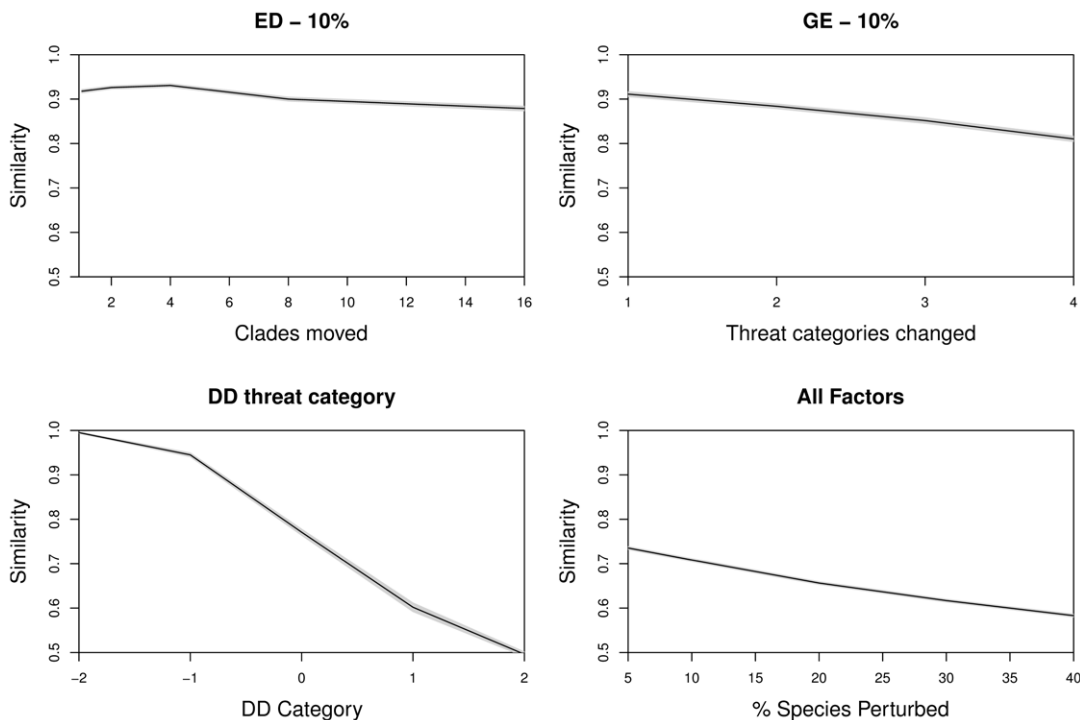 ED – 10%
Similarity
0.5 0.6 0.7 0.8 0.9 1.0
2 4 6 8 10 12 14 16
Clades moved
GE – 10%
Similarity
0.5 0.6 0.7 0.8 0.9 1.0
1 2 3 4
Threat categories changed
DD threat category
Similarity
0.5 0.6 0.7 0.8 0.9 1.0
−2 −1 0 1 2
DD Category
All Factors
Similarity
0.5 0.6 0.7 0.8 0.9 1.0
5 10 15 20 25 30 35 40
% Species Perturbed